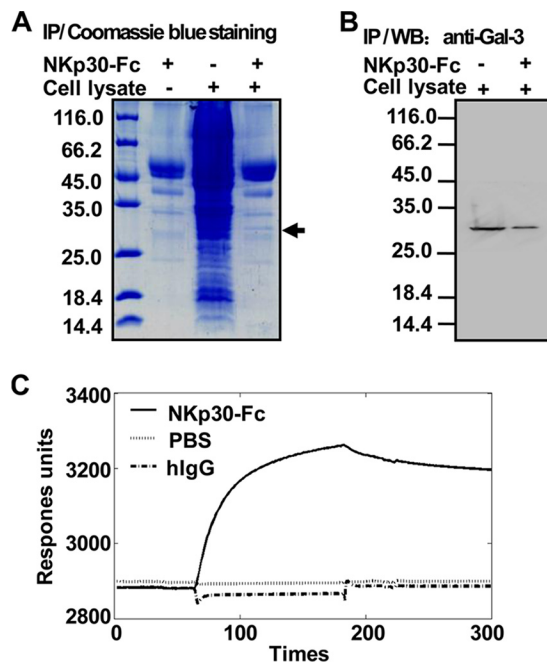 A IP/Coomassie blue staining
NKp30-Fc + - +
Cell lysate - + +
116.0
66.2
45.0
35.0
25.0
18.4
14.4
B IP/WB: anti-Gal-3
NKp30-Fc - +
Cell lysate + +
116.0
66.2
45.0
35.0
25.0
18.4
14.4
C
3400
3200
3000
2800
Respones units
NKp30-Fc
PBS
hIgG
0 100 200 300
Times